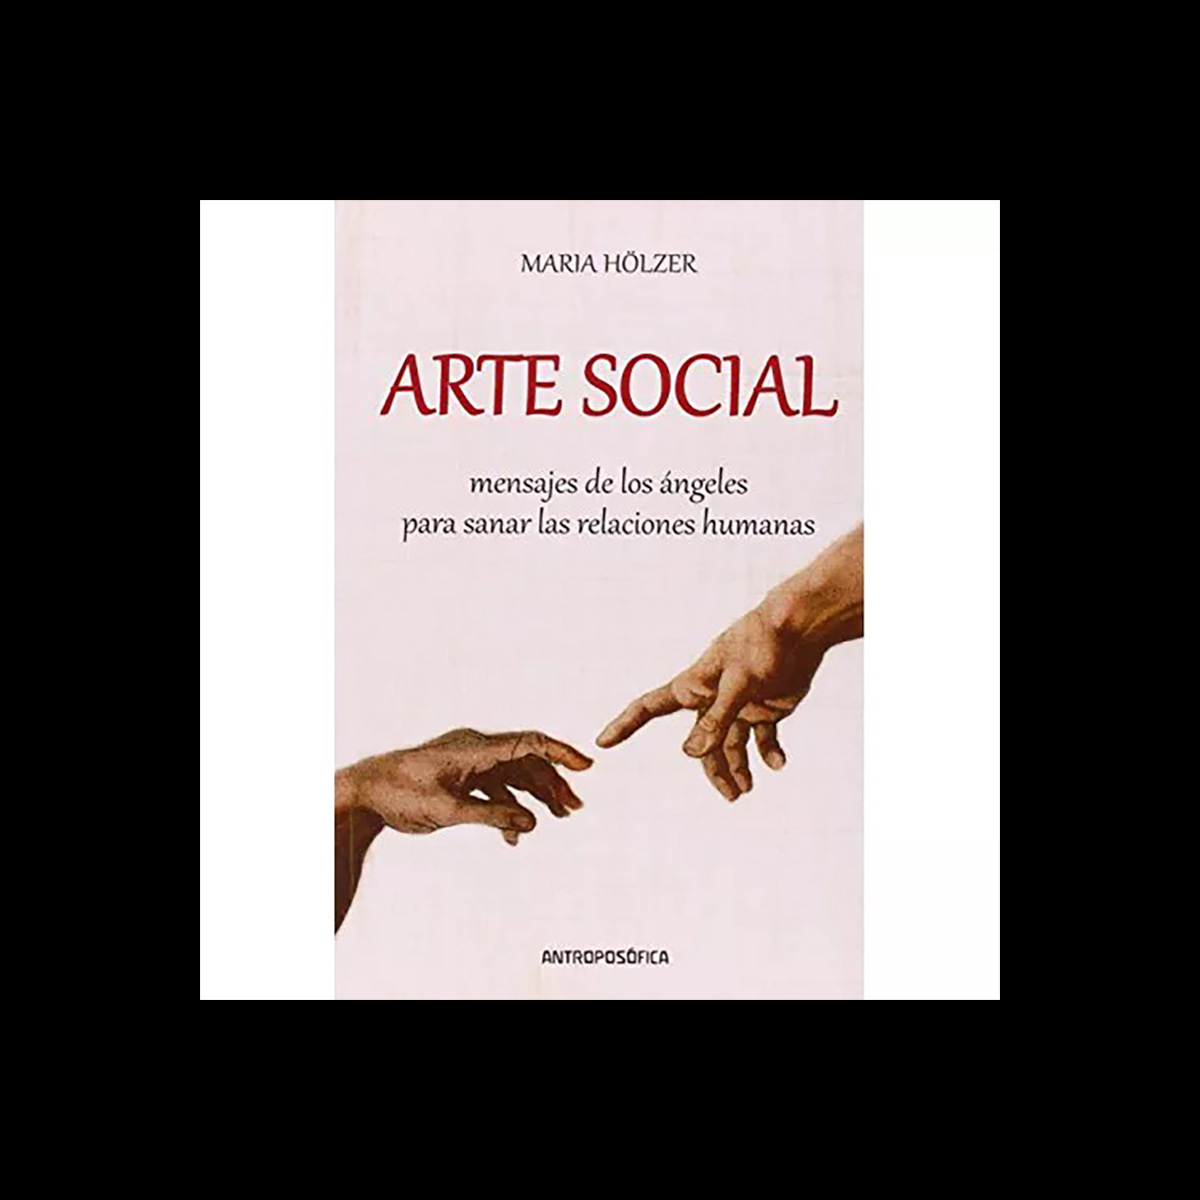 MARIA HÖLZER
ARTE SOCIAL
mensajes de los ángeles
para sanar las relaciones humanas
ANTROPOSÓFICA